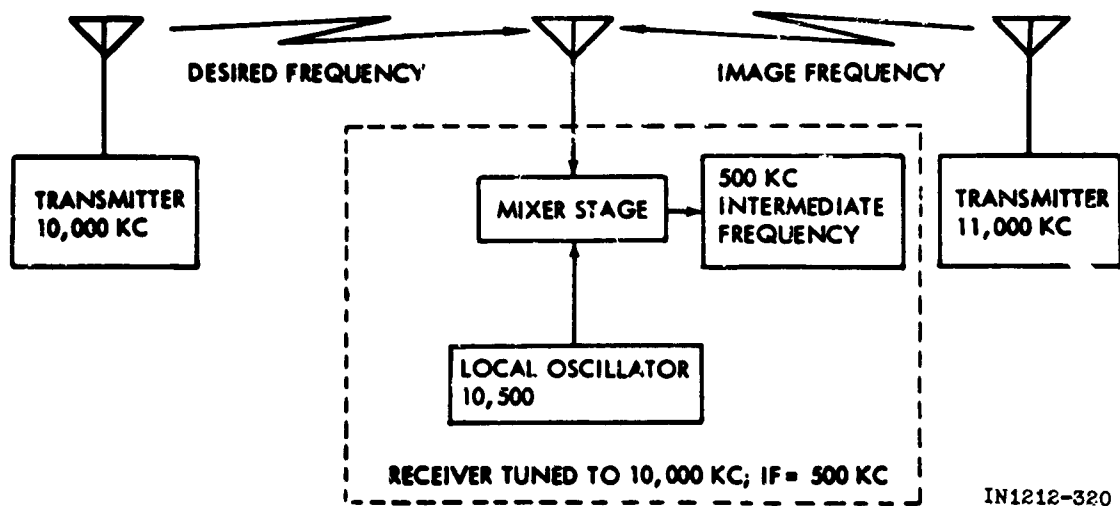 DESIRED FREQUENCY
IMAGE FREQUENCY
TRANSMITTER
10,000 KC
MIXER STAGE
500 KC
INTERMEDIATE
FREQUENCY
TRANSMITTER
11,000 KC
LOCAL OSCILLATOR
10,500
RECEIVER TUNED TO 10,000 KC; IF = 500 KC
IN1212-320